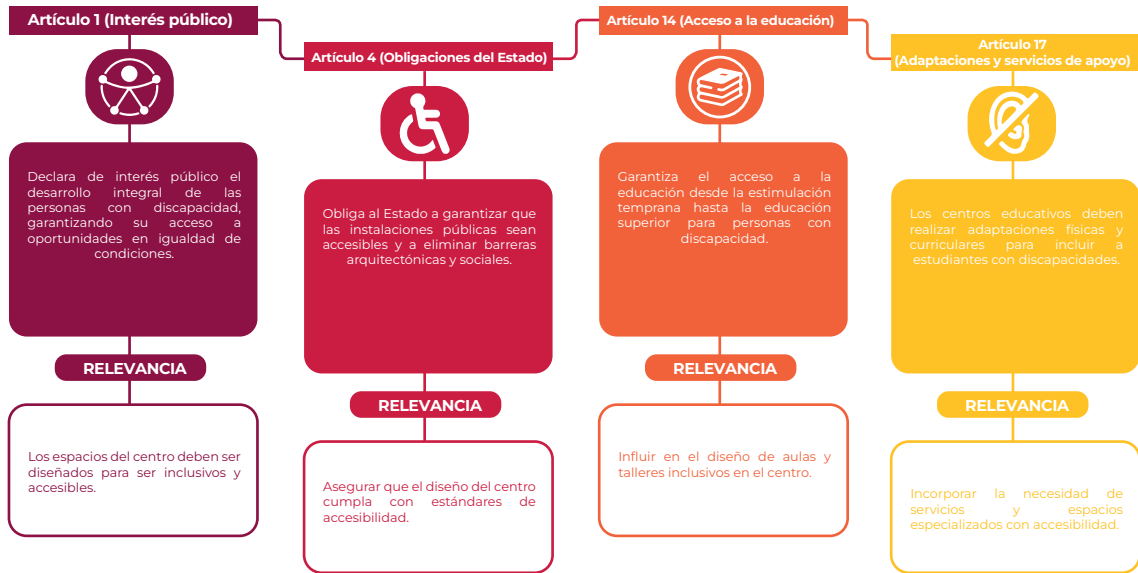 Artículo 1 (Interés público)
Declara de interés público el
desarrollo integral de las
personas con discapacidad,
garantizando su acceso a
oportunidades en igualdad de
condiciones.
RELEVANCIA
Los espacios del centro deben ser
diseñados para ser inclusivos y
accesibles.
Artículo 4 (Obligaciones del Estado)
Obliga al Estado a garantizar que
las instalaciones públicas sean
accesibles y a eliminar barreras
arquitectónicas y sociales.
RELEVANCIA
Asegurar que el diseño del centro
cumpla con estándares de
accesibilidad.
Artículo 14 (Acceso a la educación)
Garantiza el acceso a la
educación desde la estimulación
temprana hasta la educación
superior para personas con
discapacidad.
RELEVANCIA
Influir en el diseño de aulas y
talleres inclusivos en el centro.
Artículo 17
(Adaptaciones y servicios de apoyo)
Los centros educativos deben
realizar adaptaciones físicas y
curriculares para incluir a
estudiantes con discapacidades.
RELEVANCIA
Incorporar la necesidad de
servicios y espacios
especializados con accesibilidad.